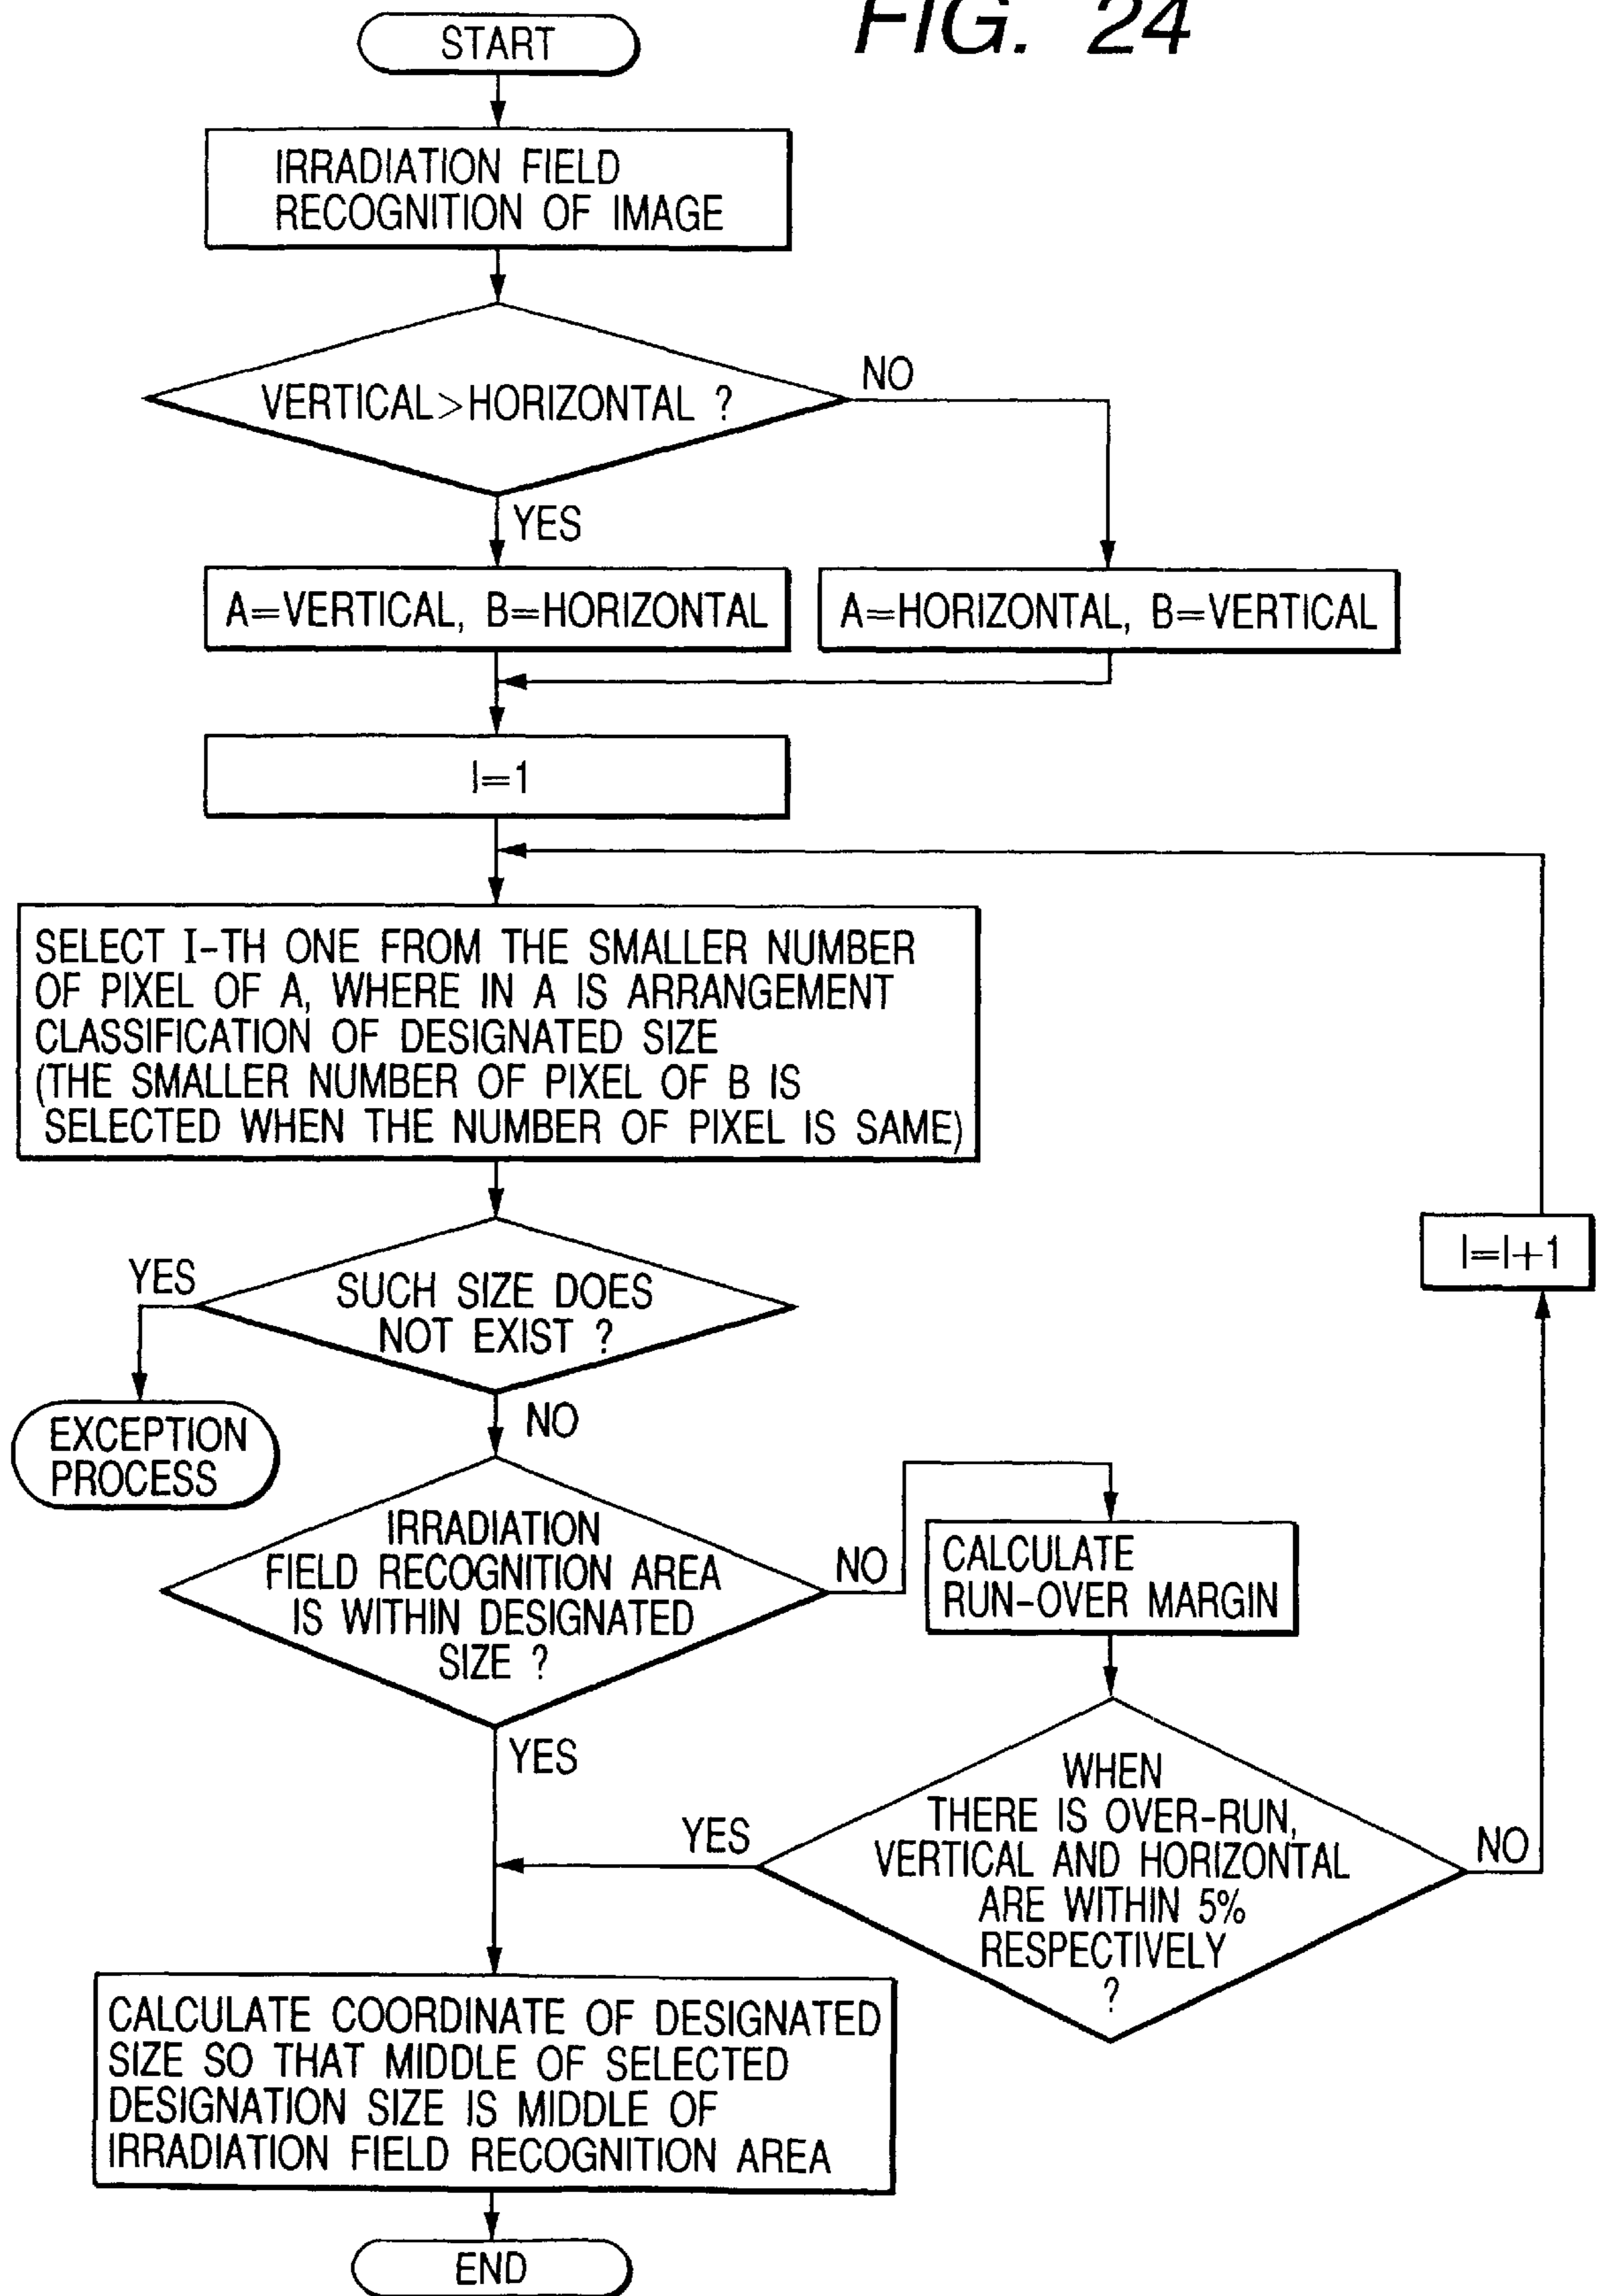 FIG. 24
START
IRRADIATION FIELD
RECOGNITION OF IMAGE
VERTICAL>HORIZONTAL ?
NO
YES
A=VERTICAL, B=HORIZONTAL
A=HORIZONTAL, B=VERTICAL
I=1
SELECT I-TH ONE FROM THE SMALLER NUMBER
OF PIXEL OF A, WHERE IN A IS ARRANGEMENT
CLASSIFICATION OF DESIGNATED SIZE
(THE SMALLER NUMBER OF PIXEL OF B IS
SELECTED WHEN THE NUMBER OF PIXEL IS SAME)
I=I+1
YES
SUCH SIZE DOES
NOT EXIST ?
EXCEPTION
PROCESS
NO
IRRADIATION
FIELD RECOGNITION AREA
IS WITHIN DESIGNATED
SIZE ?
NO
CALCULATE
RUN-OVER MARGIN
YES
WHEN
THERE IS OVER-RUN,
VERTICAL AND HORIZONTAL
ARE WITHIN 5%
RESPECTIVELY
?
YES
NO
CALCULATE COORDINATE OF DESIGNATED
SIZE SO THAT MIDDLE OF SELECTED
DESIGNATION SIZE IS MIDDLE OF
IRRADIATION FIELD RECOGNITION AREA
END